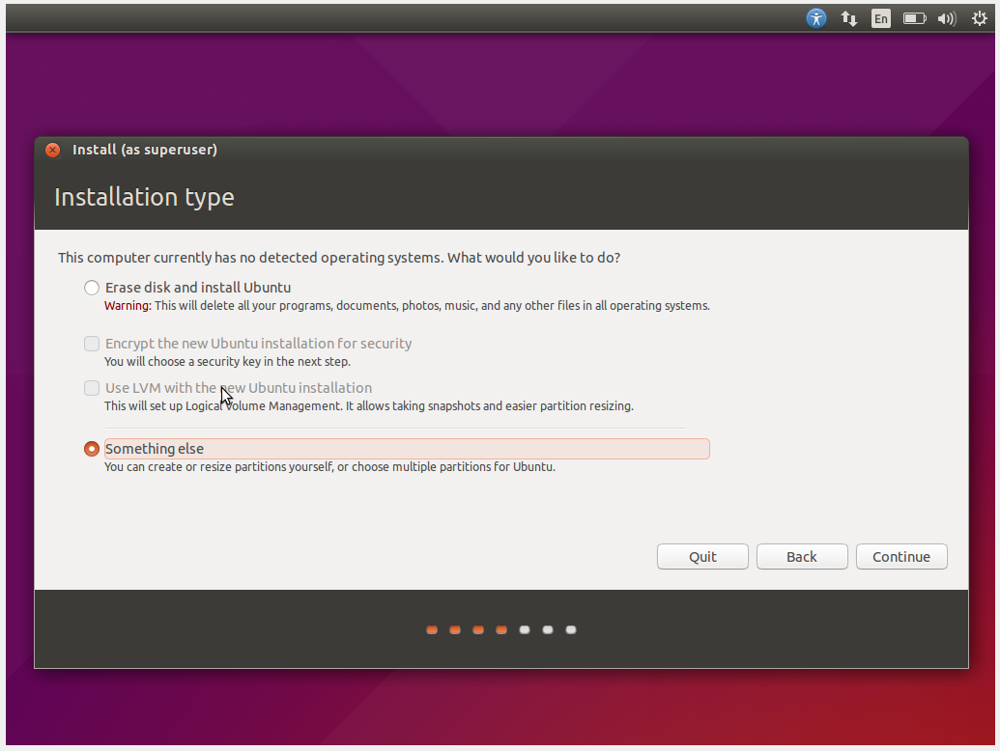 En
Install (as superuser)
Installation type
This computer currently has no detected operating systems. What would you like to do?
Erase disk and install Ubuntu
Warning: This will delete all your programs, documents, photos, music, and any other files in all operating systems.
Encrypt the new Ubuntu installation for security
You will choose a security key in the next step.
Use LVM with the new Ubuntu installation
This will set up Logical Volume Management. It allows taking snapshots and easier partition resizing.
Something else
You can create or resize partitions yourself, or choose multiple partitions for Ubuntu.
Quit Back Continue